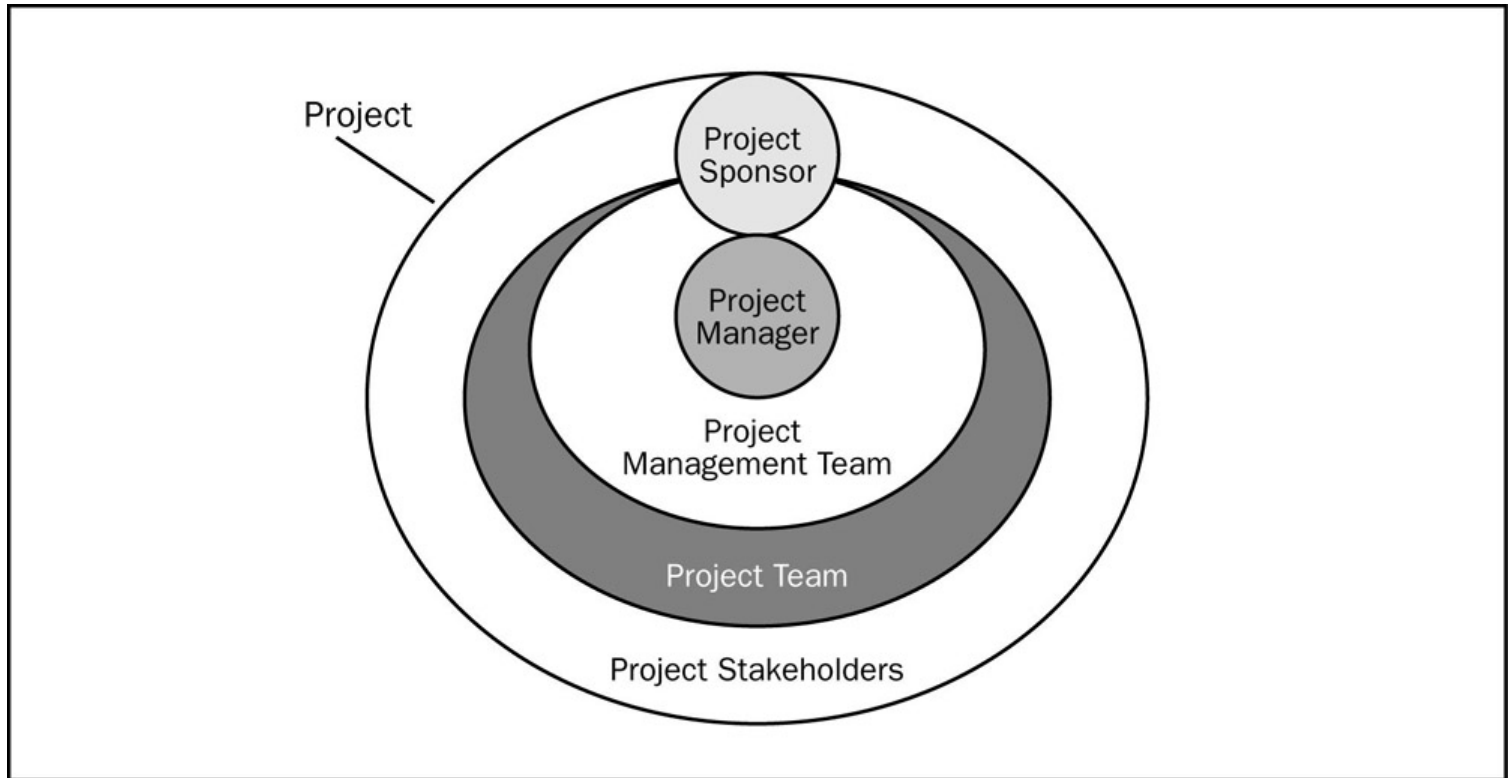 Project
Project
Sponsor
Project
Manager
Project
Management Team
Project Team
Project Stakeholders